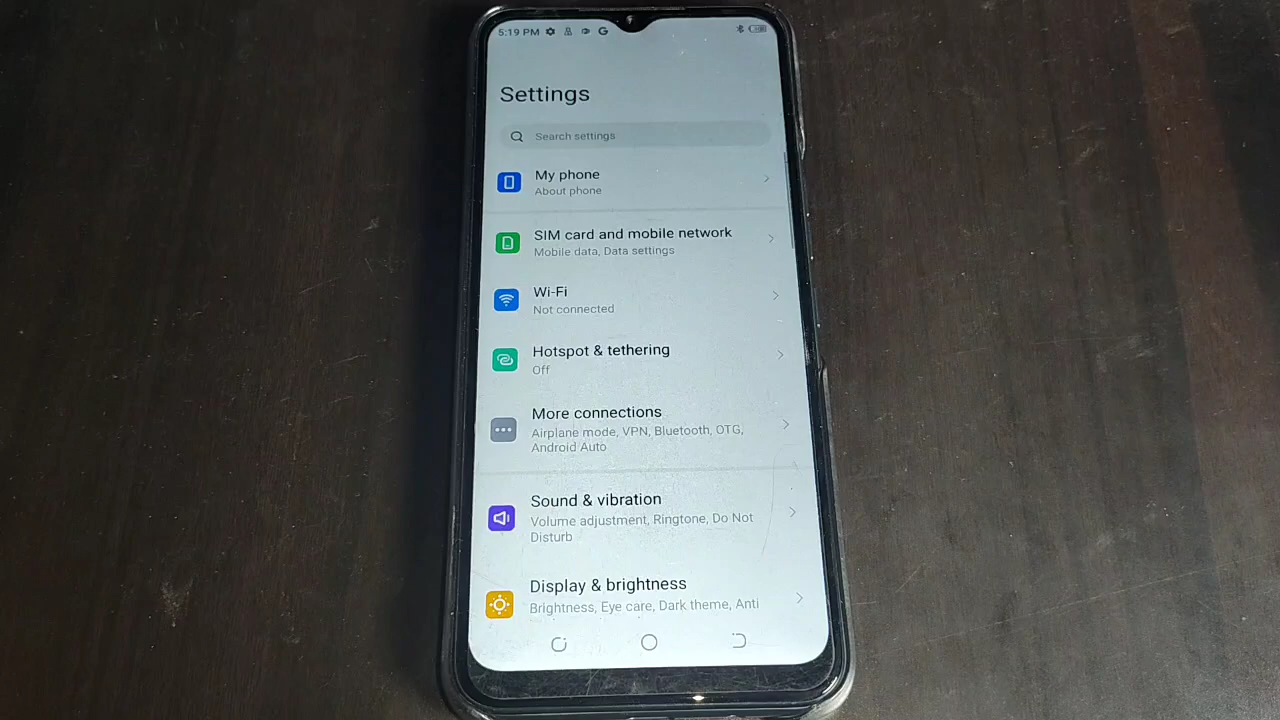 5:19 PM
Settings
Search settings
My phone
About phone
SIM card and mobile network
Mobile data, Data settings
Wi-Fi
Not connected
Hotspot & tethering
Off
More connections
Airplane mode, VPN, Bluetooth, OTG,
Android Auto
Sound & vibration
Volume adjustment, Ringtone, Do Not
Disturb
Display & brightness
Brightness, Eye care, Dark theme, Anti